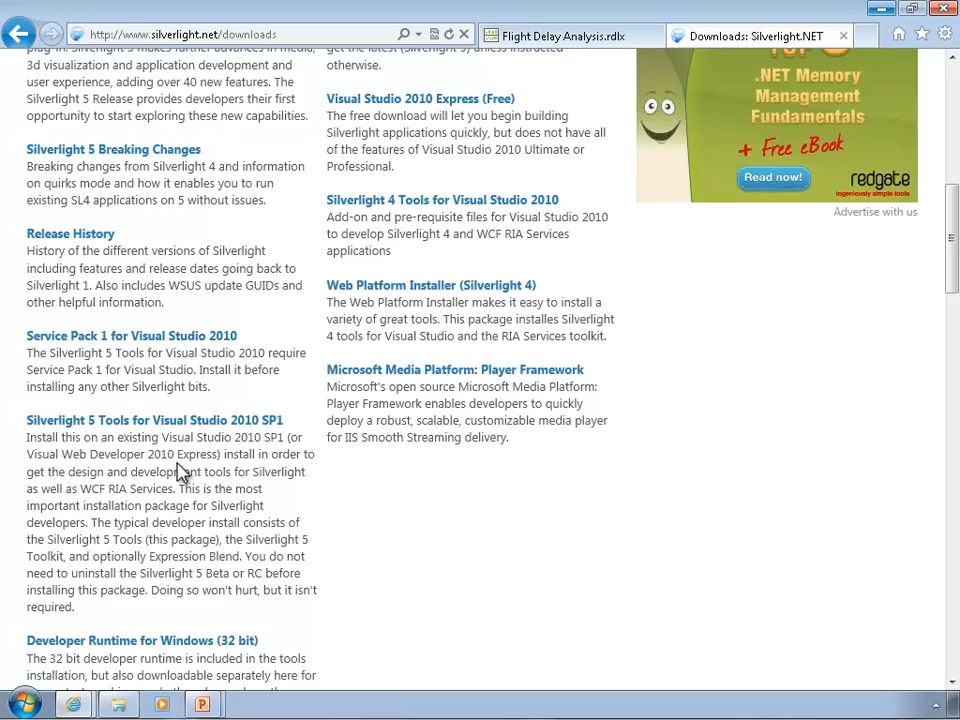 http://www.silverlight.net/downloads
Flight Delay Analysis.rdlx
Downloads: Silverlight.NET
3d visualization and application development and
user experience, adding over 40 new features. The
Silverlight 5 Release provides developers their first
opportunity to start exploring these new capabilities.
Silverlight 5 Breaking Changes
Breaking changes from Silverlight 4 and information
on quirks mode and how it enables you to run
existing SL4 applications on 5 without issues.
Release History
History of the different versions of Silverlight
including features and release dates going back to
Silverlight 1. Also includes WSUS update GUIDs and
other helpful information.
Service Pack 1 for Visual Studio 2010
The Silverlight 5 Tools for Visual Studio 2010 require
Service Pack 1 for Visual Studio. Install it before
installing any other Silverlight bits.
Silverlight 5 Tools for Visual Studio 2010 SP1
Install this on an existing Visual Studio 2010 SP1 (or
Visual Web Developer 2010 Express) install in order to
get the design and development tools for Silverlight
as well as WCF RIA Services. This is the most
important installation package for Silverlight
developers. The typical developer install consists of
the Silverlight 5 Tools (this package), the Silverlight 5
Toolkit, and optionally Expression Blend. You do not
need to uninstall the Silverlight 5 Beta or RC before
installing this package. Doing so won't hurt, but it isn't
required.
Developer Runtime for Windows (32 bit)
The 32 bit developer runtime is included in the tools
installation, but also downloadable separately here for
otherwise.
Visual Studio 2010 Express (Free)
The free download will let you begin building
Silverlight applications quickly, but does not have all
of the features of Visual Studio 2010 Ultimate or
Professional.
Silverlight 4 Tools for Visual Studio 2010
Add-on and pre-requisite files for Visual Studio 2010
to develop Silverlight 4 and WCF RIA Services
applications
Web Platform Installer (Silverlight 4)
The Web Platform Installer makes it easy to install a
variety of great tools. This package installes Silverlight
4 tools for Visual Studio and the RIA Services toolkit.
Microsoft Media Platform: Player Framework
Microsoft's open source Microsoft Media Platform:
Player Framework enables developers to quickly
deploy a robust, scalable, customizable media player
for IIS Smooth Streaming delivery.
.NET Memory
Management
Fundamentals
+ Free eBook
Read now!
redgate
ingeniously simple tools
Advertise with us